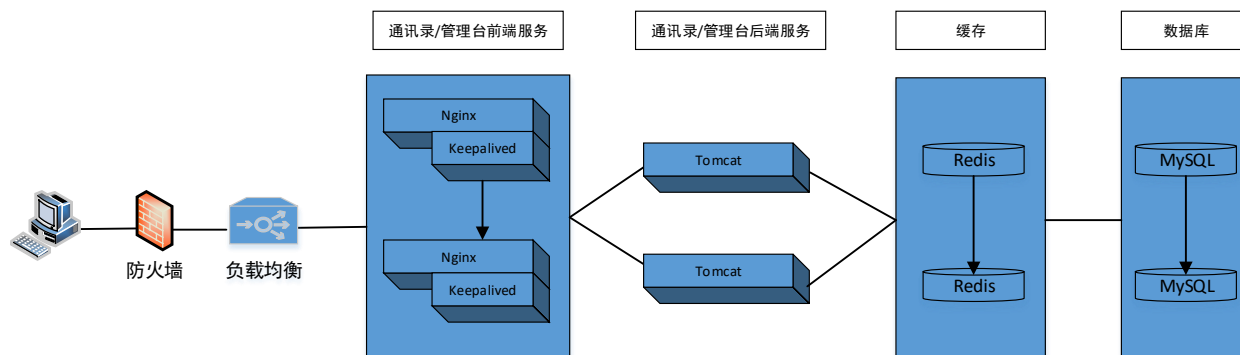 通讯录/管理台前端服务
通讯录/管理台后端服务
缓存
数据库
Nginx
Keepalived
Tomcat
Redis
MySQL
防火墙
负载均衡
Nginx
Keepalived
Tomcat
Redis
MySQL